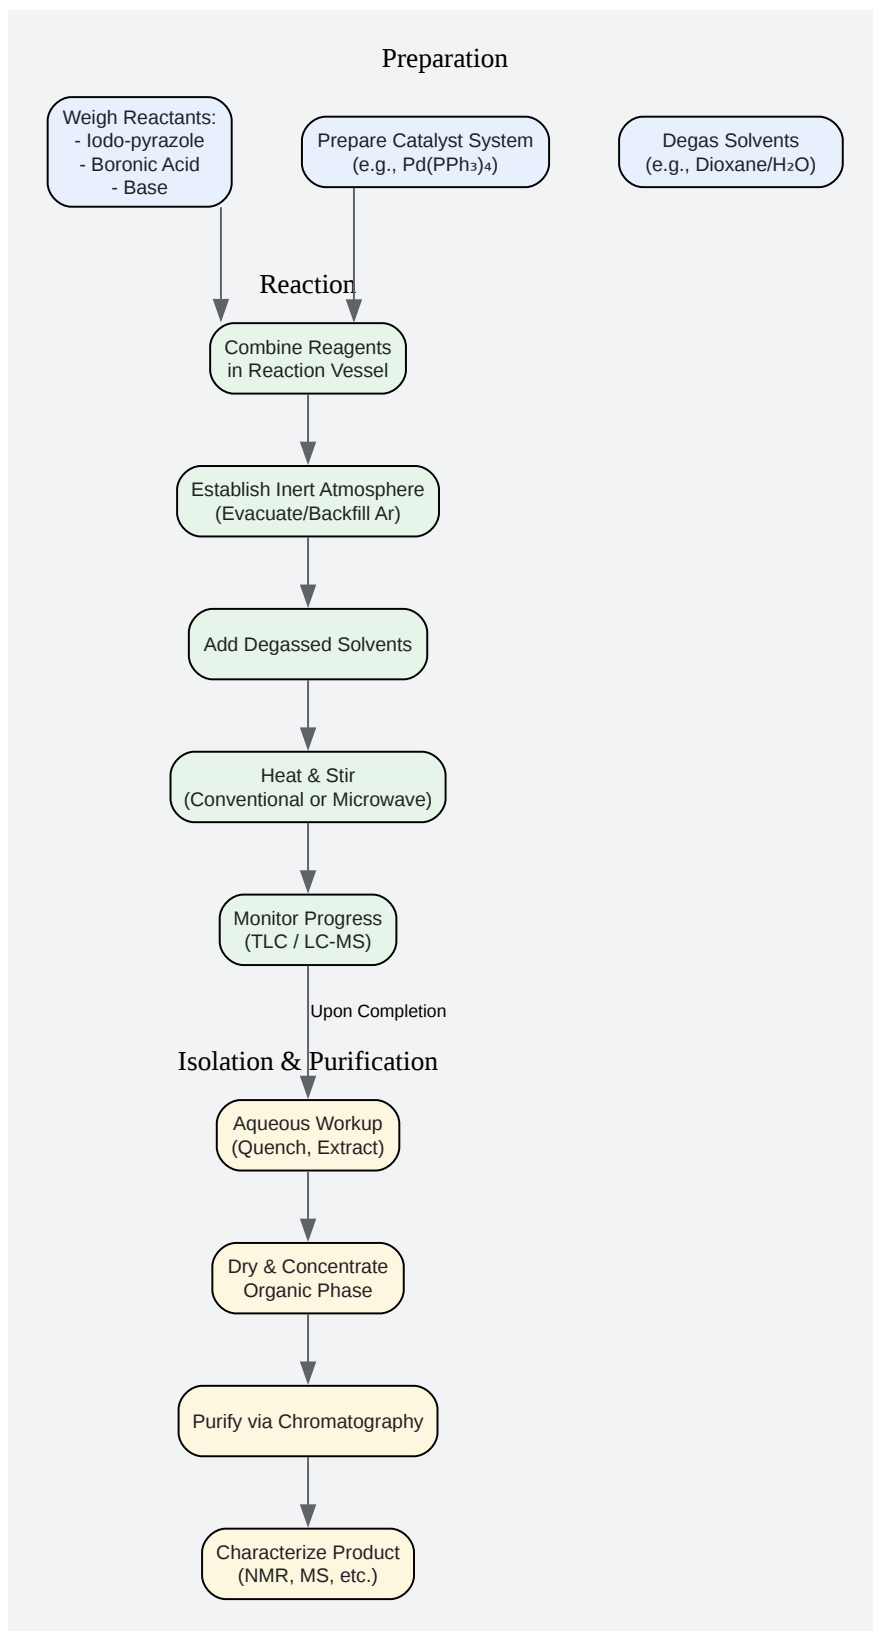 Preparation
Weigh Reactants:
- Iodo-pyrazole
- Boronic Acid
- Base
Prepare Catalyst System
(e.g., Pd(PPh₃)₄)
Degas Solvents
(e.g., Dioxane/H₂O)
Reaction
Combine Reagents
in Reaction Vessel
Establish Inert Atmosphere
(Evacuate/Backfill Ar)
Add Degassed Solvents
Heat & Stir
(Conventional or Microwave)
Monitor Progress
(TLC / LC-MS)
Upon Completion
Isolation & Purification
Aqueous Workup
(Quench, Extract)
Dry & Concentrate
Organic Phase
Purify via Chromatography
Characterize Product
(NMR, MS, etc.)